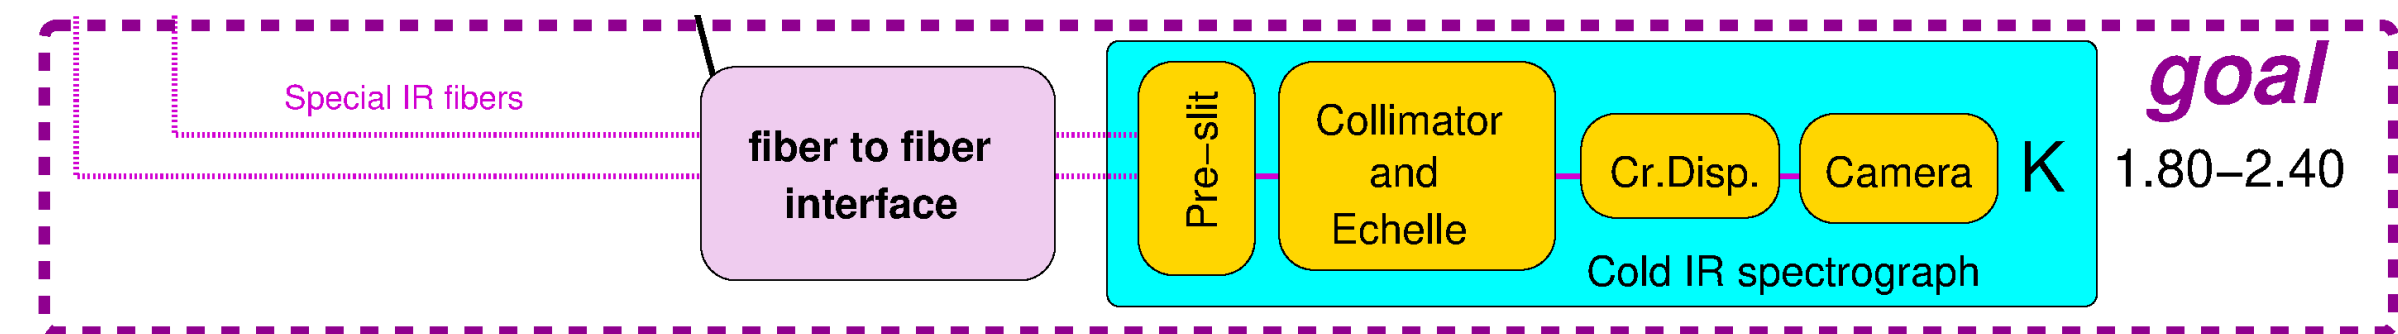 Special IR fibers
fiber to fiber
interface
Pre–slit
Collimator
and
Echelle
Cr.Disp.
Camera
K
Cold IR spectrograph
goal
1.80–2.40